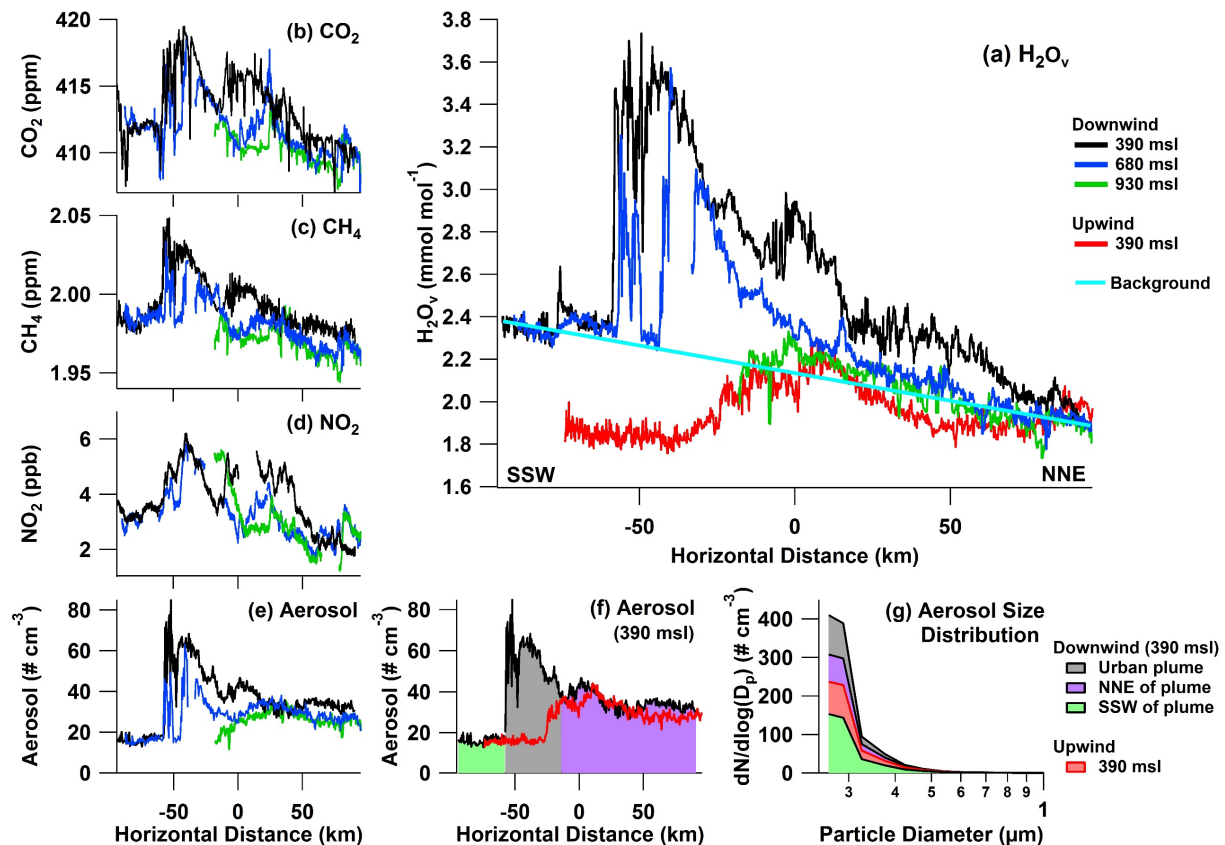 (b) CO2
CO2 (ppm)
420
415
410
(c) CH4
CH4 (ppm)
2.05
2.00
1.95
(d) NO2
NO2 (ppb)
6
4
2
(e) Aerosol
Aerosol (# cm-3)
80
60
40
20
0
-50 0 50
Horizontal Distance (km)
(a) H2Ov
H2Ov (mmol mol-1)
3.8
3.6
3.4
3.2
3.0
2.8
2.6
2.4
2.2
2.0
1.8
1.6
SSW
NNE
-50 0 50
Horizontal Distance (km)
Downwind
390 msl
680 msl
930 msl
Upwind
390 msl
Background
(f) Aerosol
(390 msl)
Aerosol (# cm-3)
80
60
40
20
0
-50 0 50
Horizontal Distance (km)
(g) Aerosol Size
Distribution
dN/dlog(Dp) (# cm-3)
400
300
200
100
0
3 4 5 6 7 8 9 1
Particle Diameter (µm)
Downwind (390 msl)
Urban plume
NNE of plume
SSW of plume
Upwind
390 msl